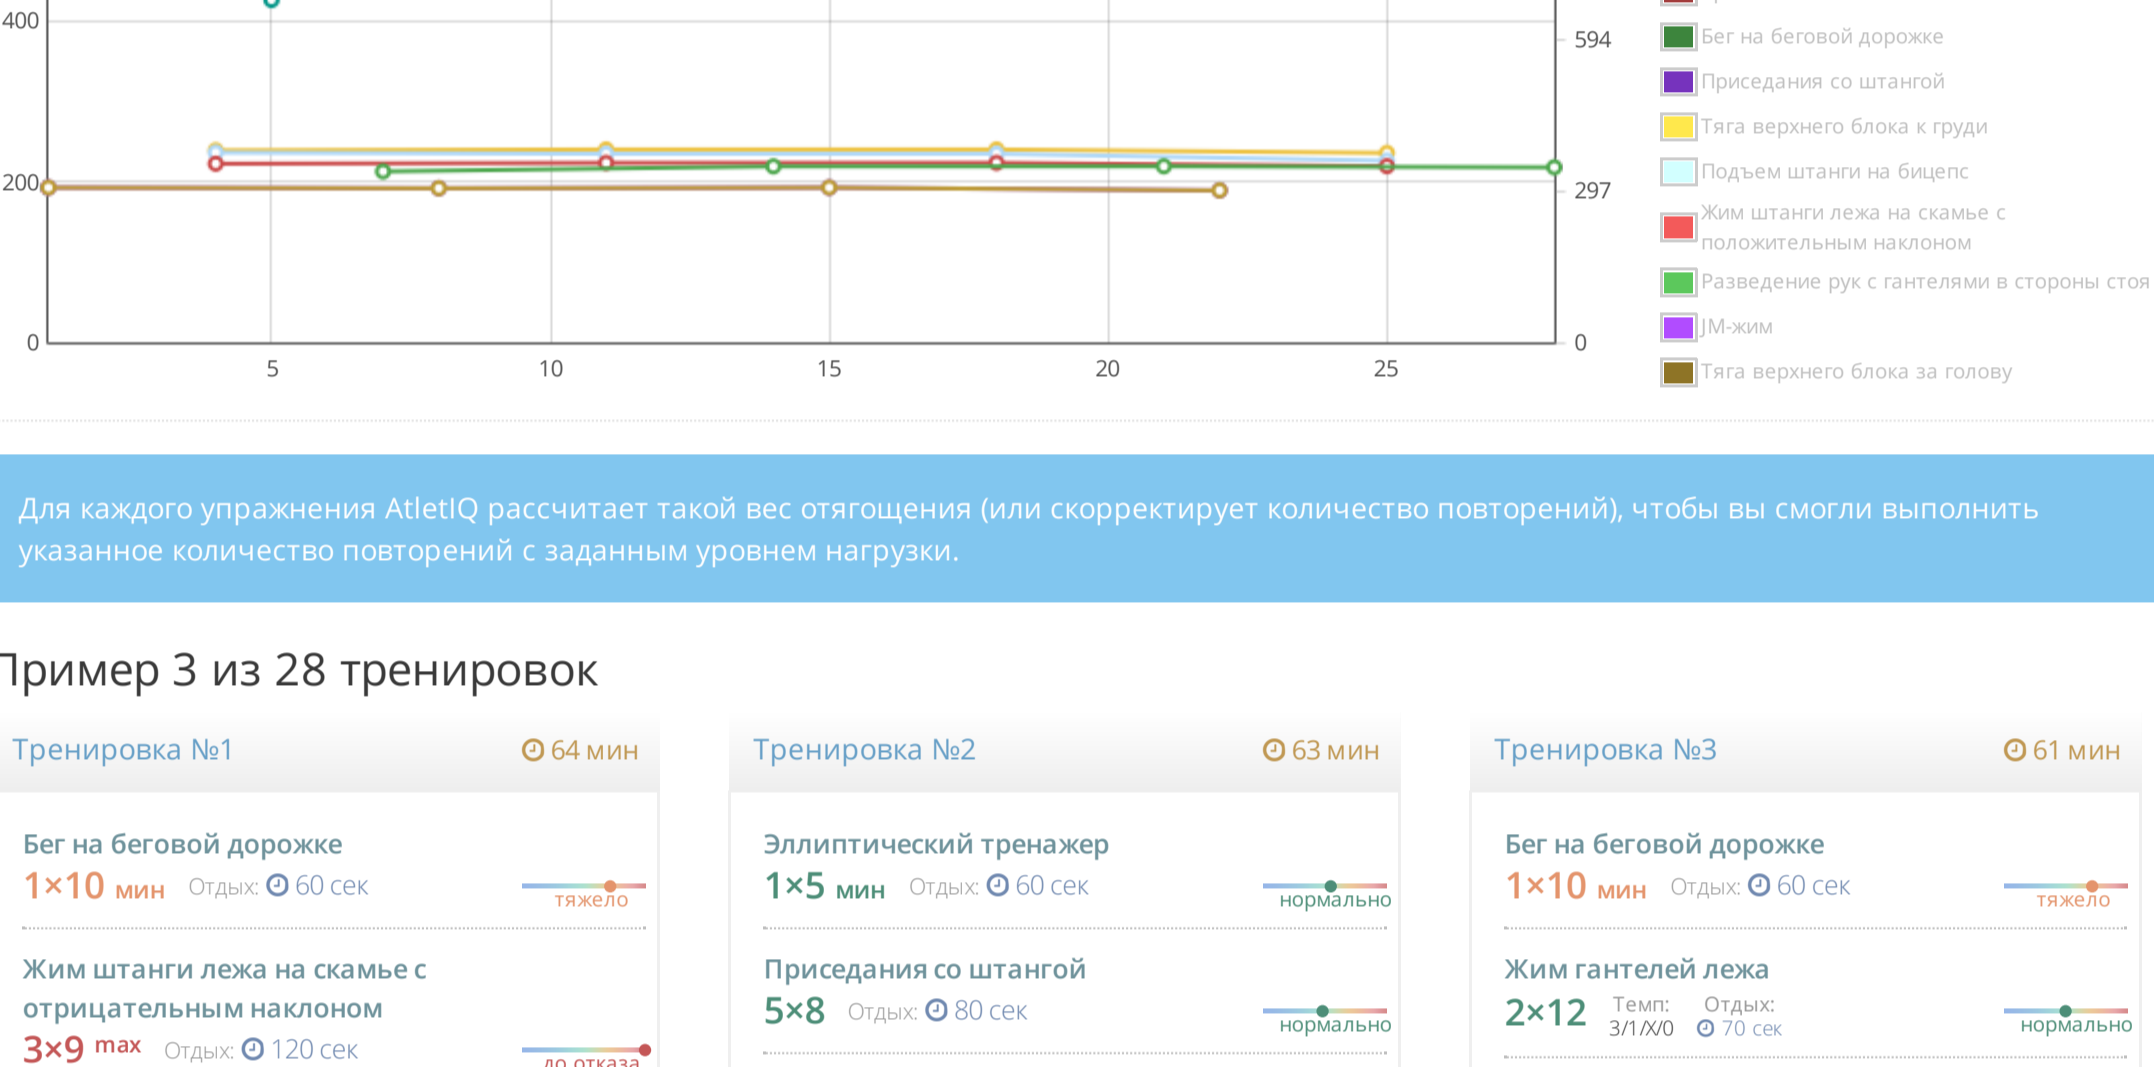 400
594
Бег на беговой дорожке
Приседания со штангой
Тяга верхнего блока к груди
Подъем штанги на бицепс
200
297
Жим штанги лежа на скамье с
положительным наклоном
Разведение рук с гантелями в стороны стоя
JM-жим
0
0
5
10
15
20
25
Тяга верхнего блока за голову
Для каждого упражнения AtletIQ рассчитает такой вес отягощения (или скорректирует количество повторений), чтобы вы смогли выполнить
указанное количество повторений с заданным уровнем нагрузки.
Пример 3 из 28 тренировок
Тренировка №1
64 мин
Бег на беговой дорожке
1×10 мин Отдых: 60 сек
тяжело
Жим штанги лежа на скамье с
отрицательным наклоном
3×9 max Отдых: 120 сек
до отказа
Тренировка №2
63 мин
Эллиптический тренажер
1×5 мин Отдых: 60 сек
нормально
Приседания со штангой
5×8 Отдых: 80 сек
нормально
Тренировка №3
61 мин
Бег на беговой дорожке
1×10 мин Отдых: 60 сек
тяжело
Жим гантелей лежа
2×12 Темп: Отдых:
3/1/X/0 70 сек
нормально